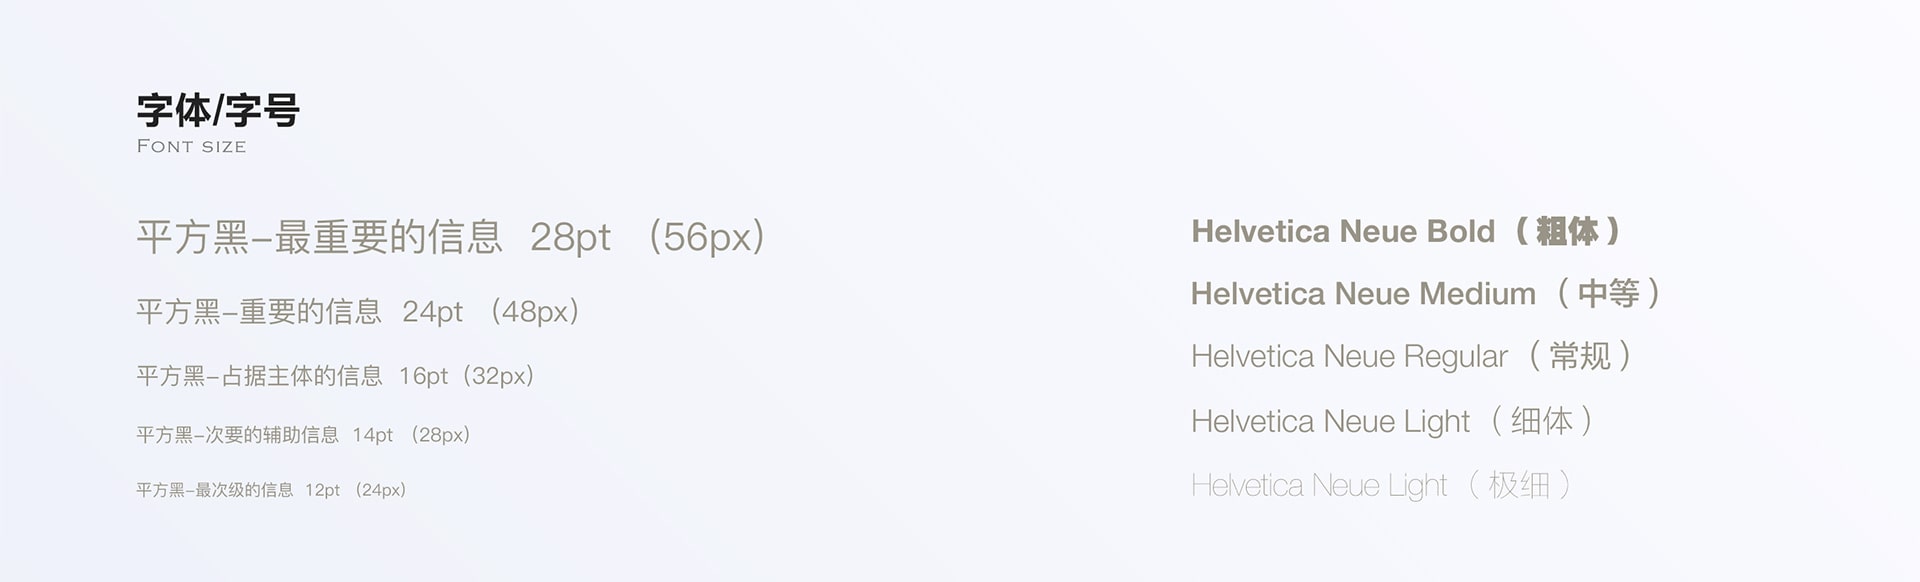 字体/字号
FONT SIZE
平方黑-最重要的信息 28pt （56px）
平方黑-重要的信息 24pt （48px）
平方黑-占据主体的信息 16pt（32px）
平方黑-次要的辅助信息 14pt （28px）
平方黑-最次级的信息 12pt （24px）
Helvetica Neue Bold（粗体）
Helvetica Neue Medium（中等）
Helvetica Neue Regular（常规）
Helvetica Neue Light（细体）
Helvetica Neue Light（极细）